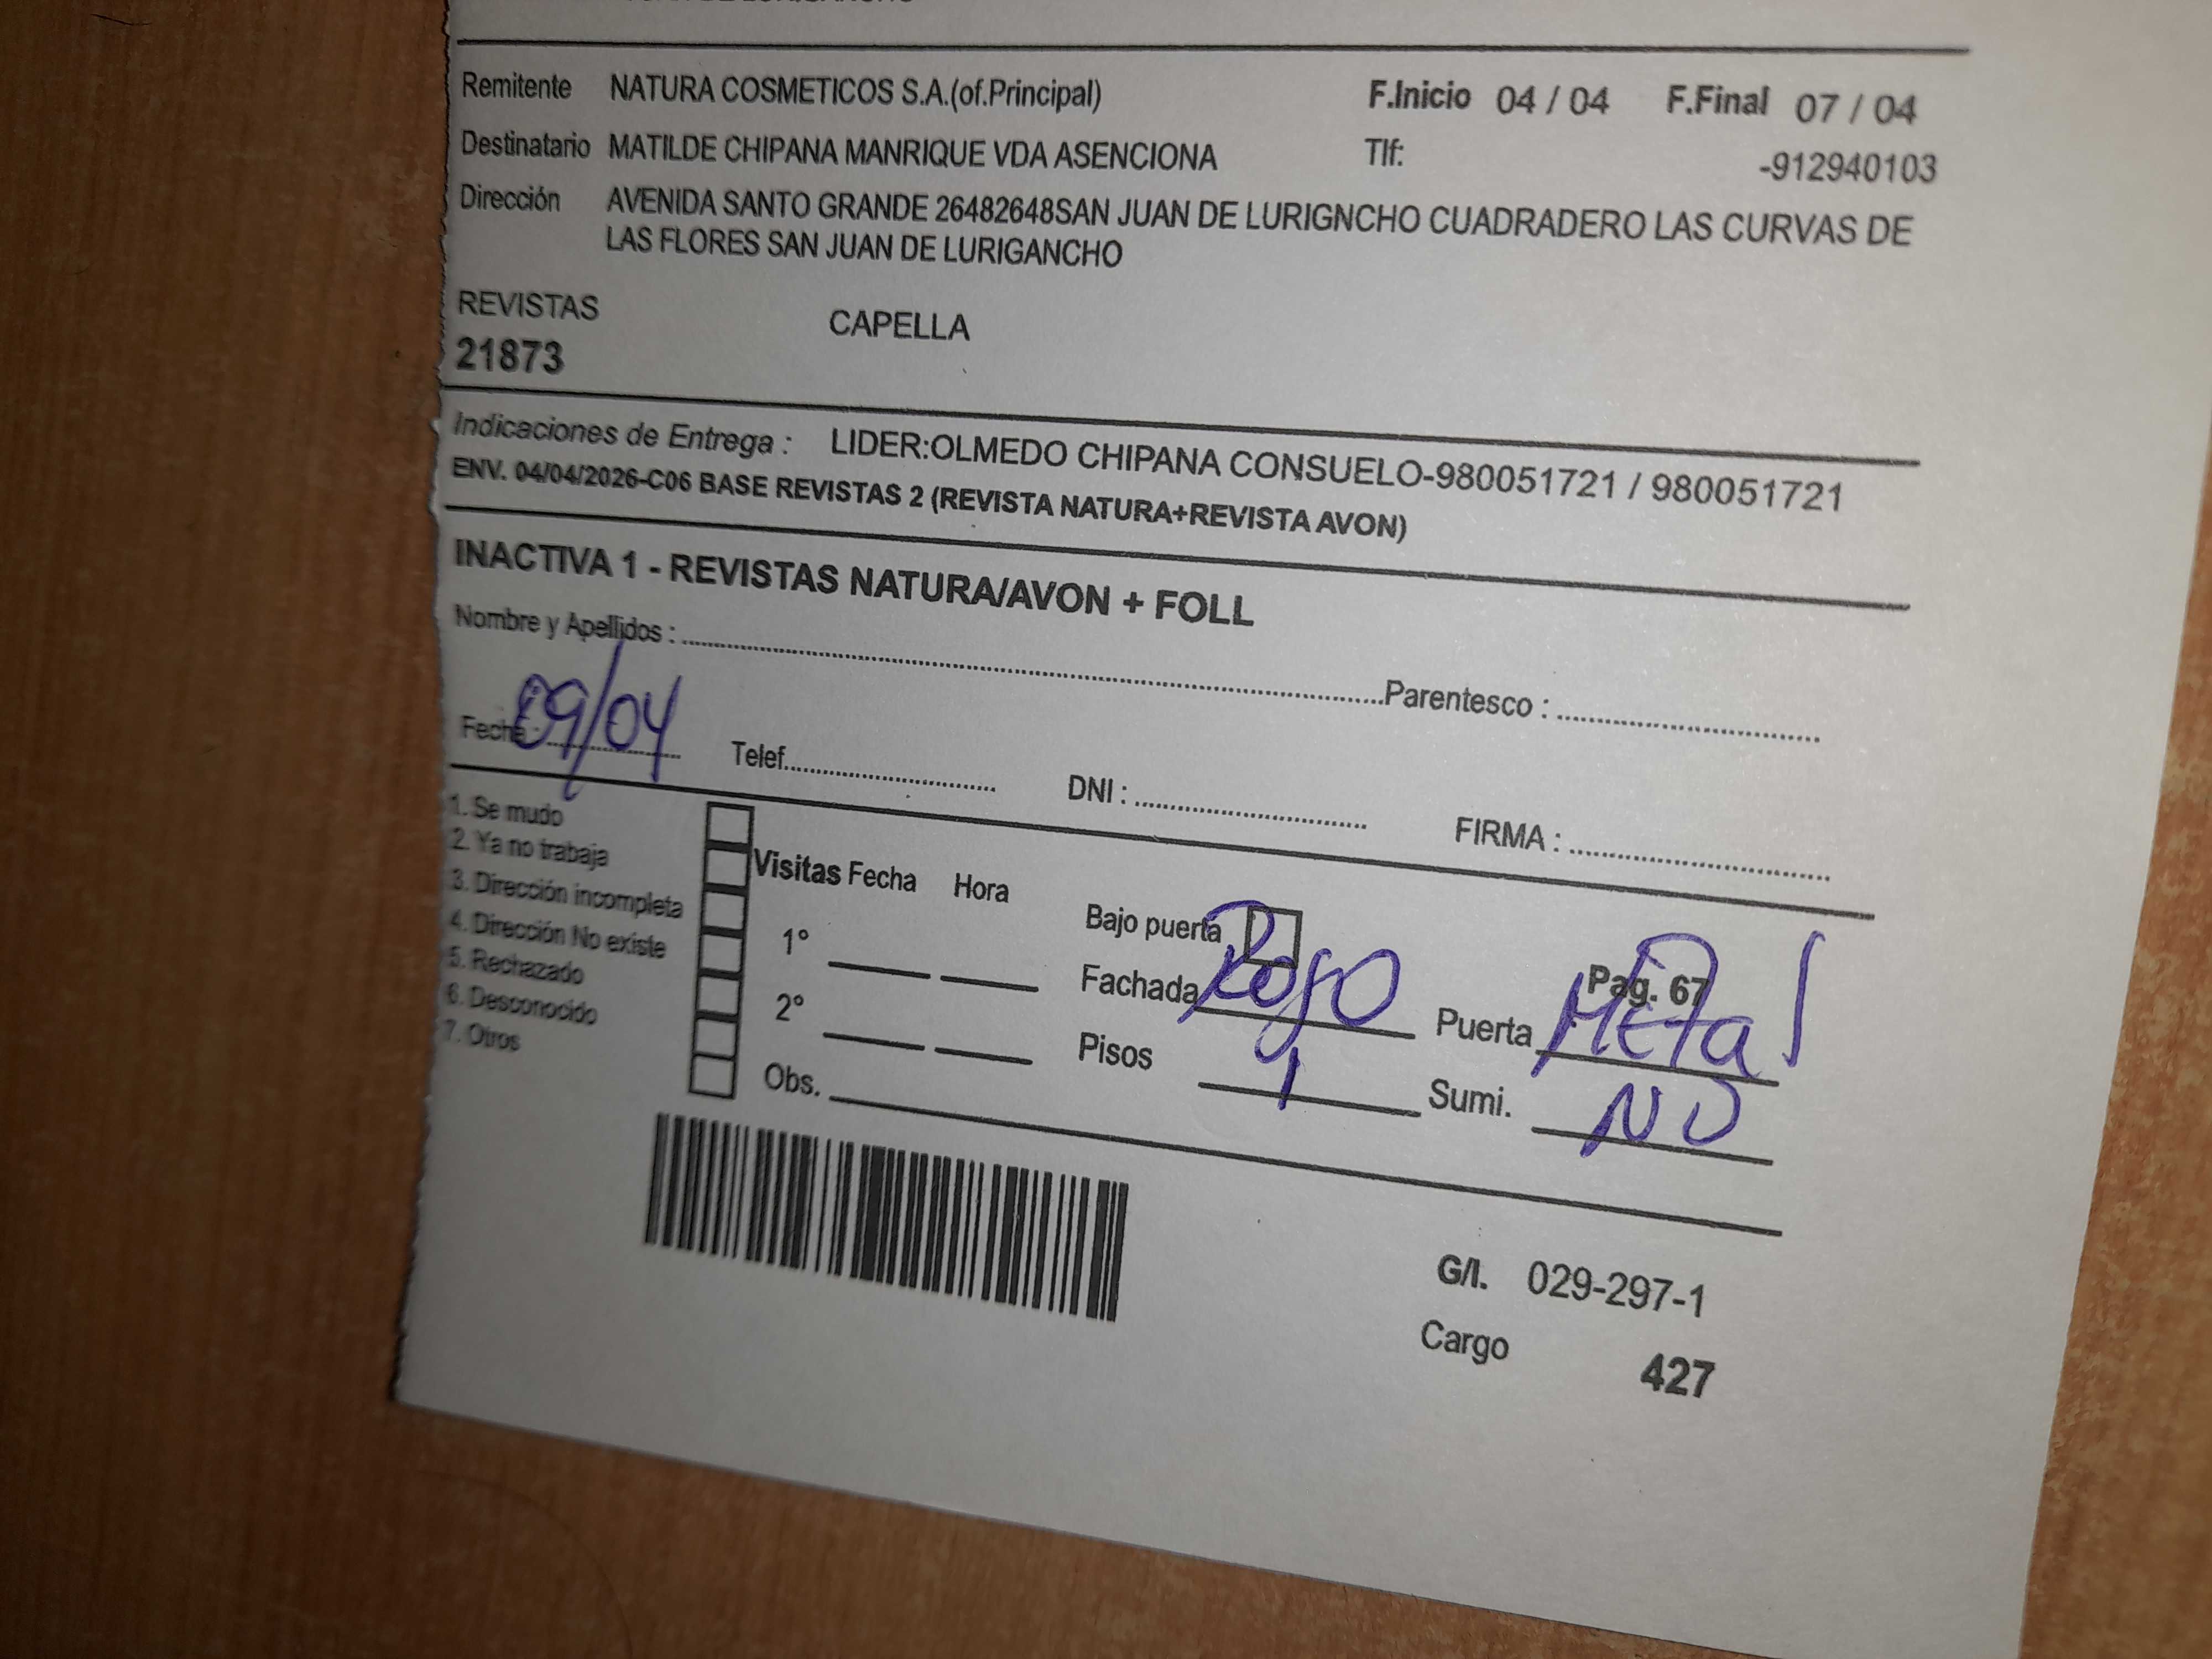 Remitente NATURA COSMETICOS S.A.(of.Principal) F.Inicio 04 / 04 F.Final 07 / 04
Destinatario MATILDE CHIPANA MANRIQUE VDA ASENCIONA Tlf: -912940103
Dirección AVENIDA SANTO GRANDE 26482648SAN JUAN DE LURIGNCHO CUADRADERO LAS CURVAS DE
LAS FLORES SAN JUAN DE LURIGANCHO
REVISTAS CAPELLA
21873
Indicaciones de Entrega : LIDER:OLMEDO CHIPANA CONSUELO-980051721 / 980051721
ENV. 04/04/2026-C06 BASE REVISTAS 2 (REVISTA NATURA+REVISTA AVON)
INACTIVA 1 - REVISTAS NATURA/AVON + FOLL
Nombre y Apellidos : Parentesco :
Fecha : 09/04 Telef. DNI : FIRMA :
1. Se mudo
2. Ya no trabaja
3. Dirección incompleta
4. Dirección No existe
5. Rechazado
6. Desconocido
7. Otros
Visitas Fecha Hora
1°
2°
Obs.
Bajo puerta Pag. 67
Fachada Rojo Puerta Metal
Pisos 1 Sumi. NO
G/I. 029-297-1
Cargo 427